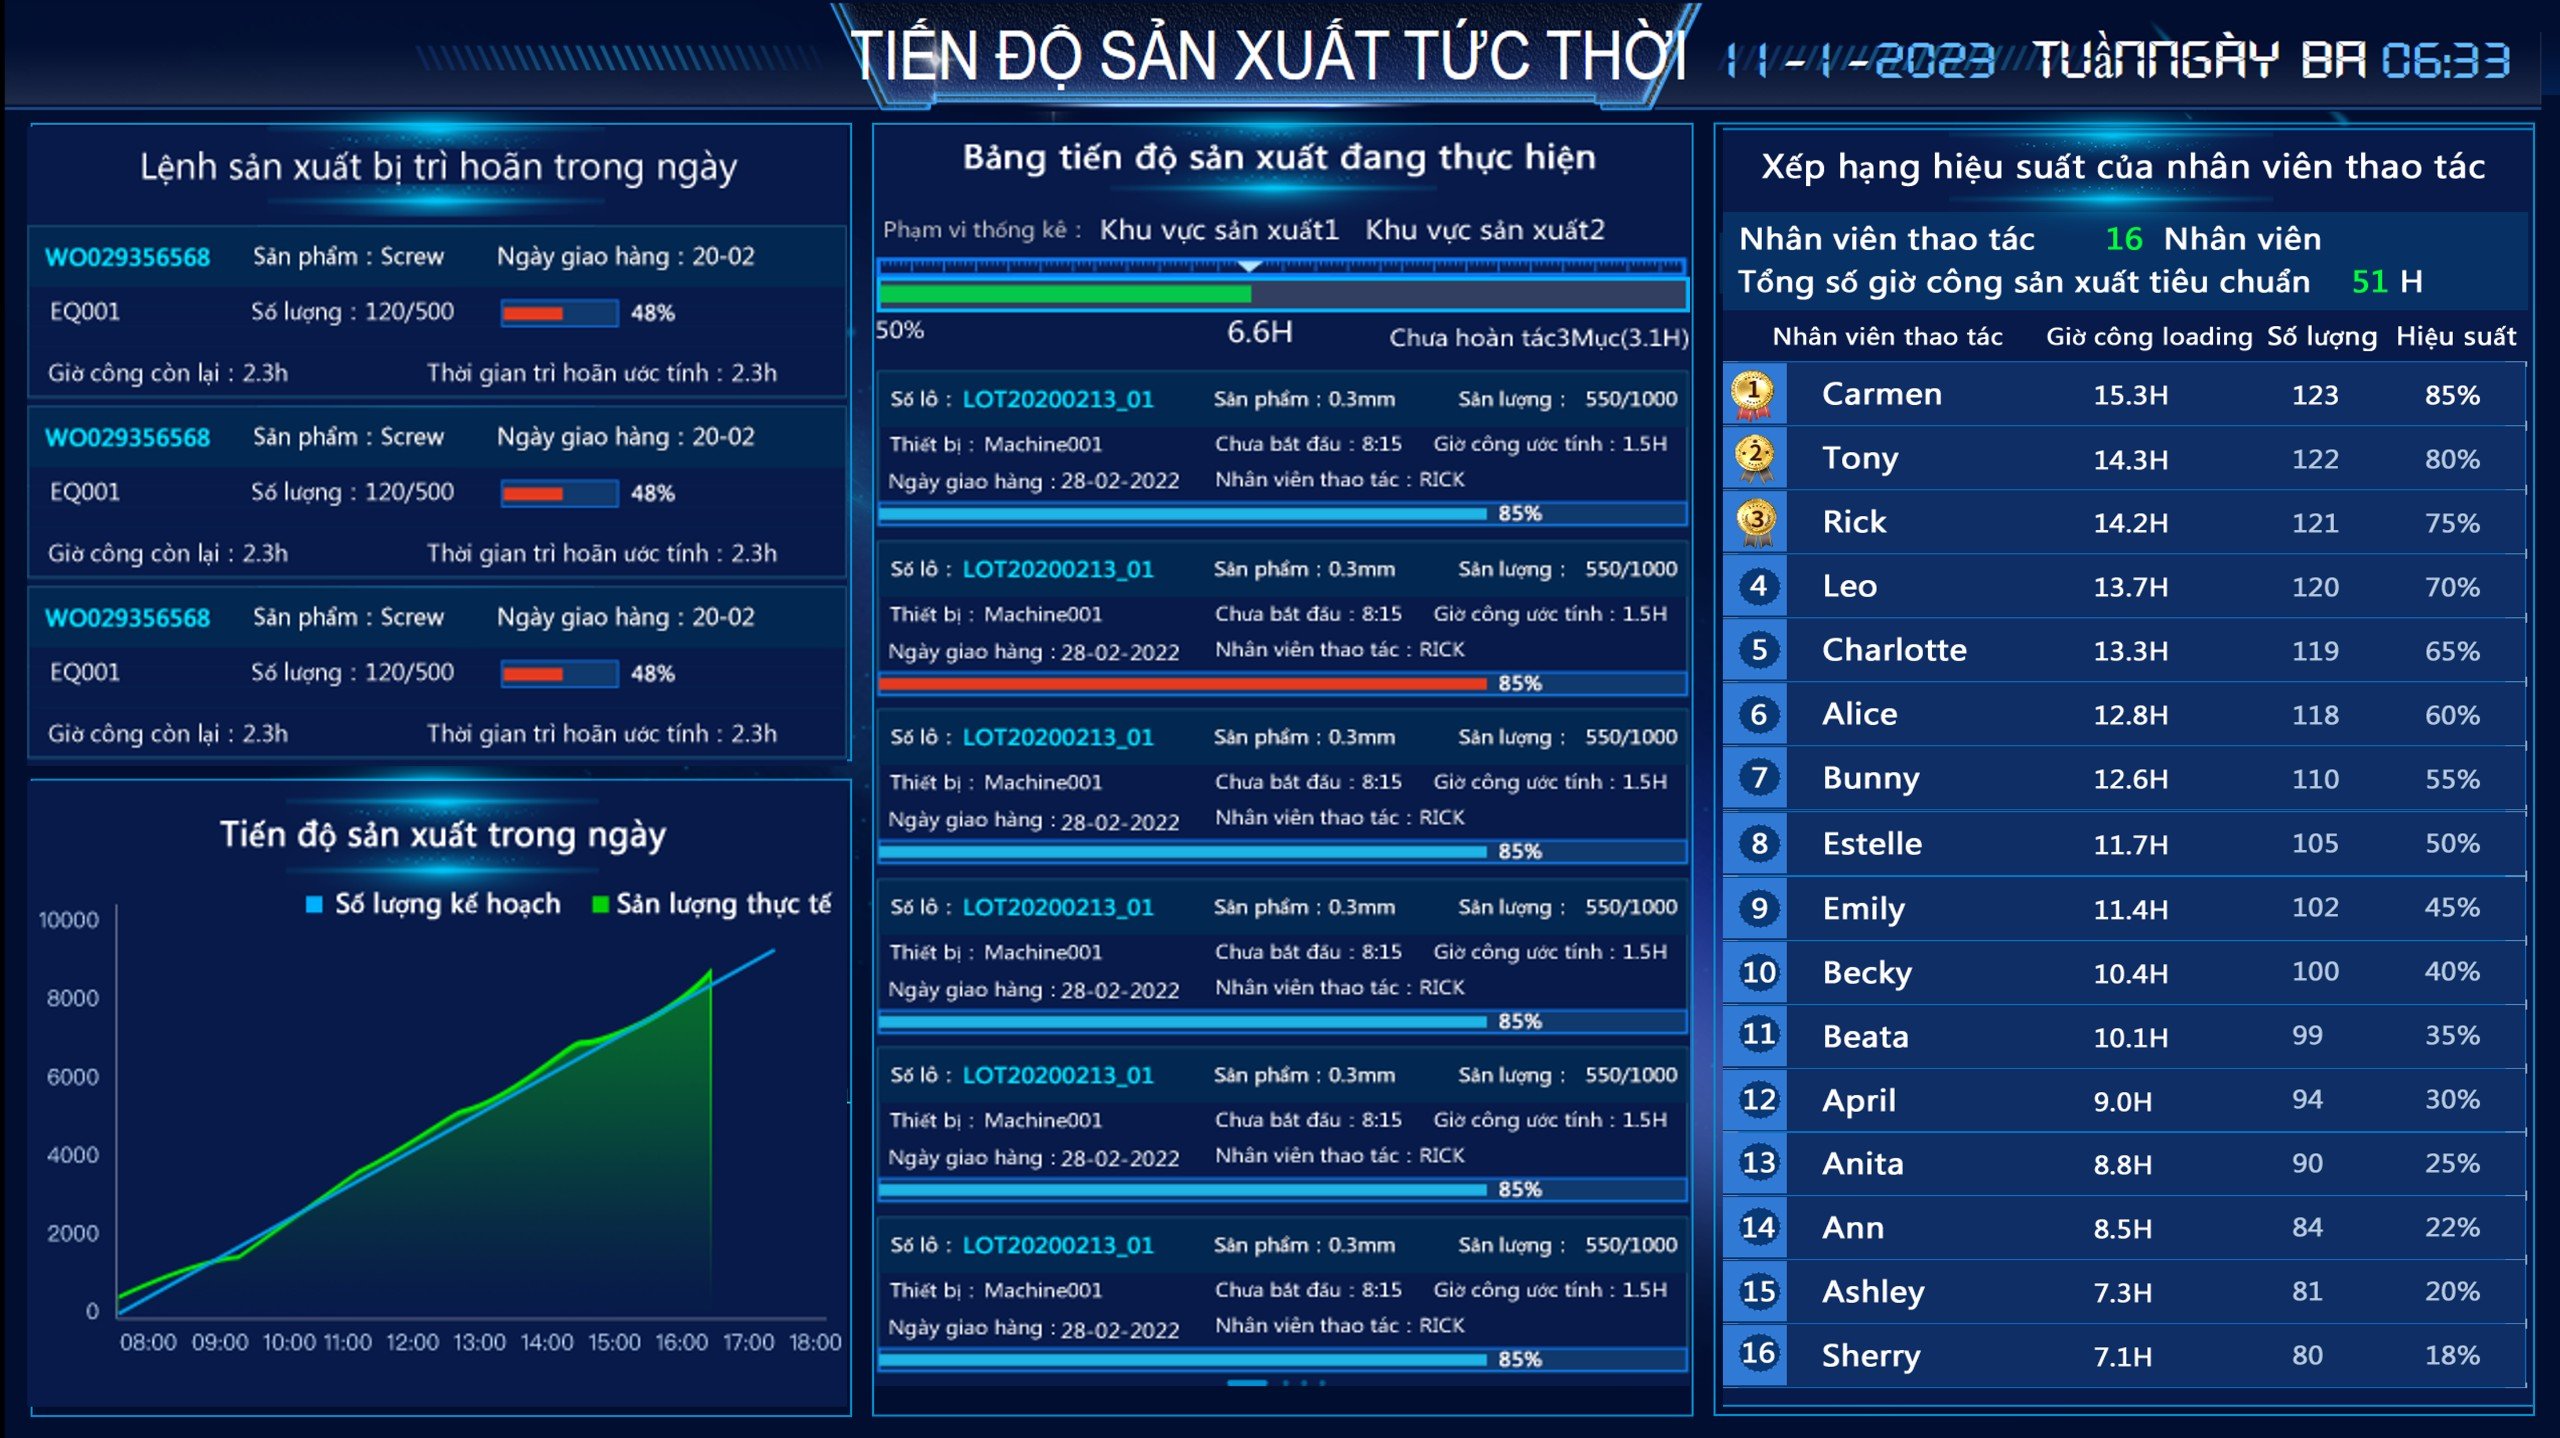 TIẾN ĐỘ SẢN XUẤT TỨC THỜI
11-1-2023 TUầNNGÀY BA 06:33
Lệnh sản xuất bị trì hoãn trong ngày
WO029356568 Sản phẩm : Screw Ngày giao hàng : 20-02
EQ001 Số lượng : 120/500 48%
Giờ công còn lại : 2.3h Thời gian trì hoãn ước tính : 2.3h
WO029356568 Sản phẩm : Screw Ngày giao hàng : 20-02
EQ001 Số lượng : 120/500 48%
Giờ công còn lại : 2.3h Thời gian trì hoãn ước tính : 2.3h
WO029356568 Sản phẩm : Screw Ngày giao hàng : 20-02
EQ001 Số lượng : 120/500 48%
Giờ công còn lại : 2.3h Thời gian trì hoãn ước tính : 2.3h
Tiến độ sản xuất trong ngày
Số lượng kế hoạch Sản lượng thực tế
10000
8000
6000
4000
2000
0
08:00 09:00 10:00 11:00 12:00 13:00 14:00 15:00 16:00 17:00 18:00
Bảng tiến độ sản xuất đang thực hiện
Phạm vi thống kê : Khu vực sản xuất1 Khu vực sản xuất2
50% 6.6H Chưa hoàn tác3Mục(3.1H)
Số lô : LOT20200213_01 Sản phẩm : 0.3mm Sản lượng : 550/1000
Thiết bị : Machine001 Chưa bắt đầu : 8:15 Giờ công ước tính : 1.5H
Ngày giao hàng : 28-02-2022 Nhân viên thao tác : RICK
85%
Số lô : LOT20200213_01 Sản phẩm : 0.3mm Sản lượng : 550/1000
Thiết bị : Machine001 Chưa bắt đầu : 8:15 Giờ công ước tính : 1.5H
Ngày giao hàng : 28-02-2022 Nhân viên thao tác : RICK
85%
Số lô : LOT20200213_01 Sản phẩm : 0.3mm Sản lượng : 550/1000
Thiết bị : Machine001 Chưa bắt đầu : 8:15 Giờ công ước tính : 1.5H
Ngày giao hàng : 28-02-2022 Nhân viên thao tác : RICK
85%
Số lô : LOT20200213_01 Sản phẩm : 0.3mm Sản lượng : 550/1000
Thiết bị : Machine001 Chưa bắt đầu : 8:15 Giờ công ước tính : 1.5H
Ngày giao hàng : 28-02-2022 Nhân viên thao tác : RICK
85%
Số lô : LOT20200213_01 Sản phẩm : 0.3mm Sản lượng : 550/1000
Thiết bị : Machine001 Chưa bắt đầu : 8:15 Giờ công ước tính : 1.5H
Ngày giao hàng : 28-02-2022 Nhân viên thao tác : RICK
85%
Số lô : LOT20200213_01 Sản phẩm : 0.3mm Sản lượng : 550/1000
Thiết bị : Machine001 Chưa bắt đầu : 8:15 Giờ công ước tính : 1.5H
Ngày giao hàng : 28-02-2022 Nhân viên thao tác : RICK
85%
Xếp hạng hiệu suất của nhân viên thao tác
Nhân viên thao tác 16 Nhân viên
Tổng số giờ công sản xuất tiêu chuẩn 51 H
Nhân viên thao tác Giờ công loading Số lượng Hiệu suất
1 Carmen 15.3H 123 85%
2 Tony 14.3H 122 80%
3 Rick 14.2H 121 75%
4 Leo 13.7H 120 70%
5 Charlotte 13.3H 119 65%
6 Alice 12.8H 118 60%
7 Bunny 12.6H 110 55%
8 Estelle 11.7H 105 50%
9 Emily 11.4H 102 45%
10 Becky 10.4H 100 40%
11 Beata 10.1H 99 35%
12 April 9.0H 94 30%
13 Anita 8.8H 90 25%
14 Ann 8.5H 84 22%
15 Ashley 7.3H 81 20%
16 Sherry 7.1H 80 18%